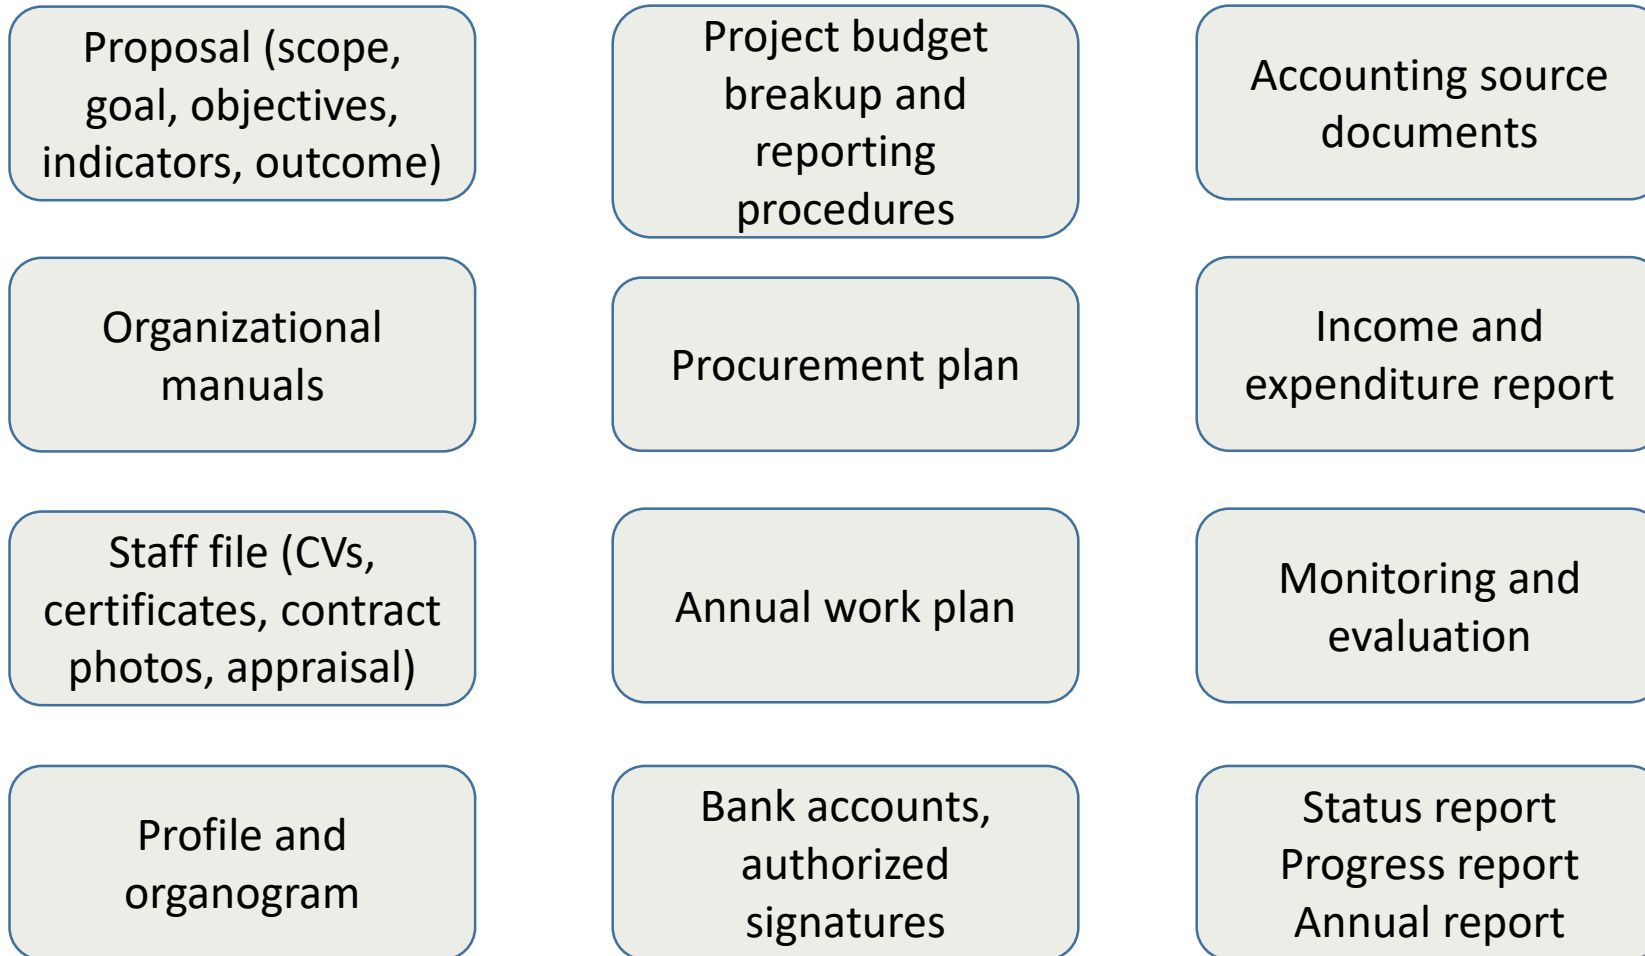 Proposal (scope,
goal, objectives,
indicators, outcome)
Project budget
breakup and
reporting
procedures
Accounting source
documents
Organizational
manuals
Procurement plan
Income and
expenditure report
Staff file (CVs,
certificates, contract
photos, appraisal)
Annual work plan
Monitoring and
evaluation
Profile and
organogram
Bank accounts,
authorized
signatures
Status report
Progress report
Annual report